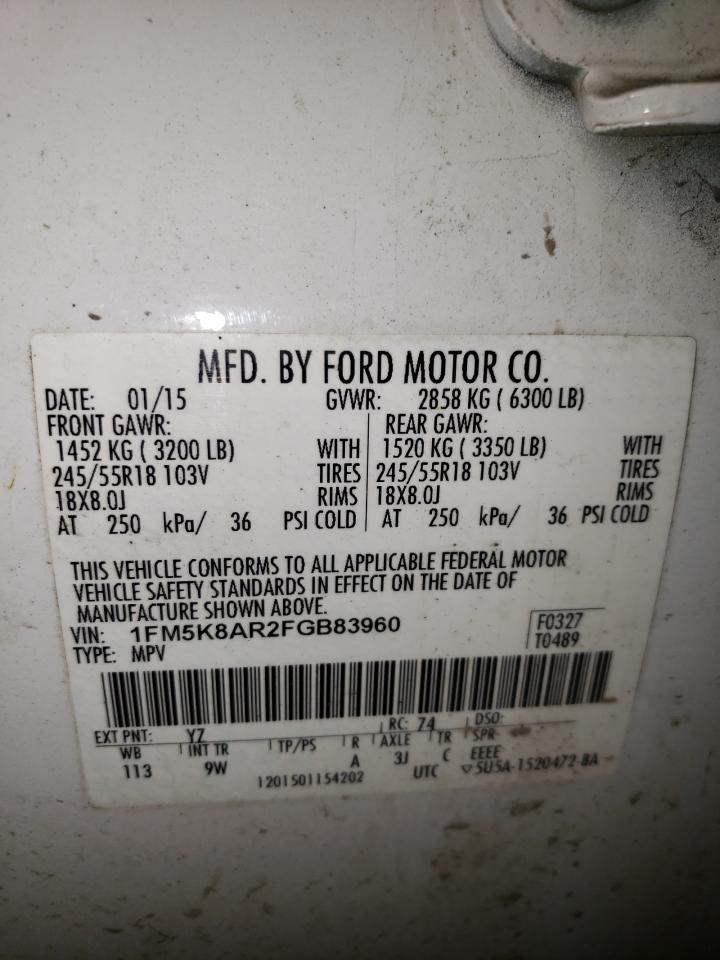 MFD. BY FORD MOTOR CO.
DATE: 01/15 GVWR: 2858 KG ( 6300 LB)
FRONT GAWR: REAR GAWR:
1452 KG ( 3200 LB) WITH 1520 KG ( 3350 LB) WITH
245/55R18 103V TIRES 245/55R18 103V TIRES
18X8.0J RIMS 18X8.0J RIMS
AT 250 kPa/ 36 PSI COLD AT 250 kPa/ 36 PSI COLD
THIS VEHICLE CONFORMS TO ALL APPLICABLE FEDERAL MOTOR
VEHICLE SAFETY STANDARDS IN EFFECT ON THE DATE OF
MANUFACTURE SHOWN ABOVE.
VIN: 1FM5K8AR2FGB83960 F0327
TYPE: MPV T0489
EXT PNT: YZ RC: 74 DSO:
WB INT TR TP/PS R AXLE TR SPR
113 9W A 3J C EEEE
1201501154202 UTC ▽5U5A-1520472-BA